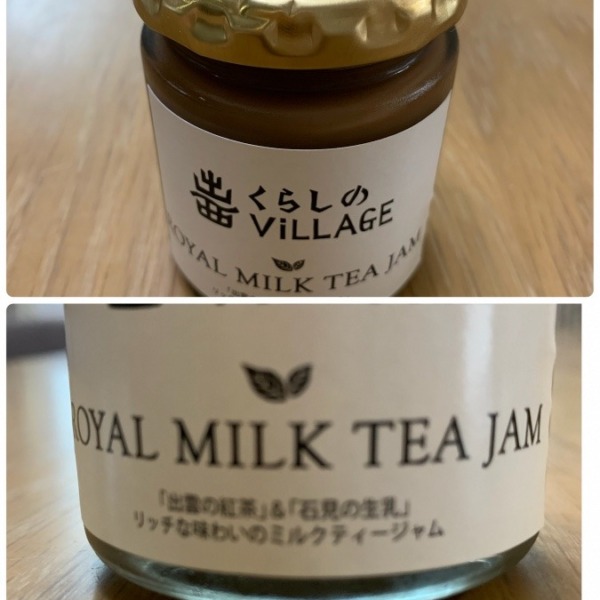 くらしの
ViLLAGE
ROYAL MILK TEA JAM
ROYAL MILK TEA JAM
「出雲の紅茶」&「石見の生乳」
リッチな味わいのミルクティージャム